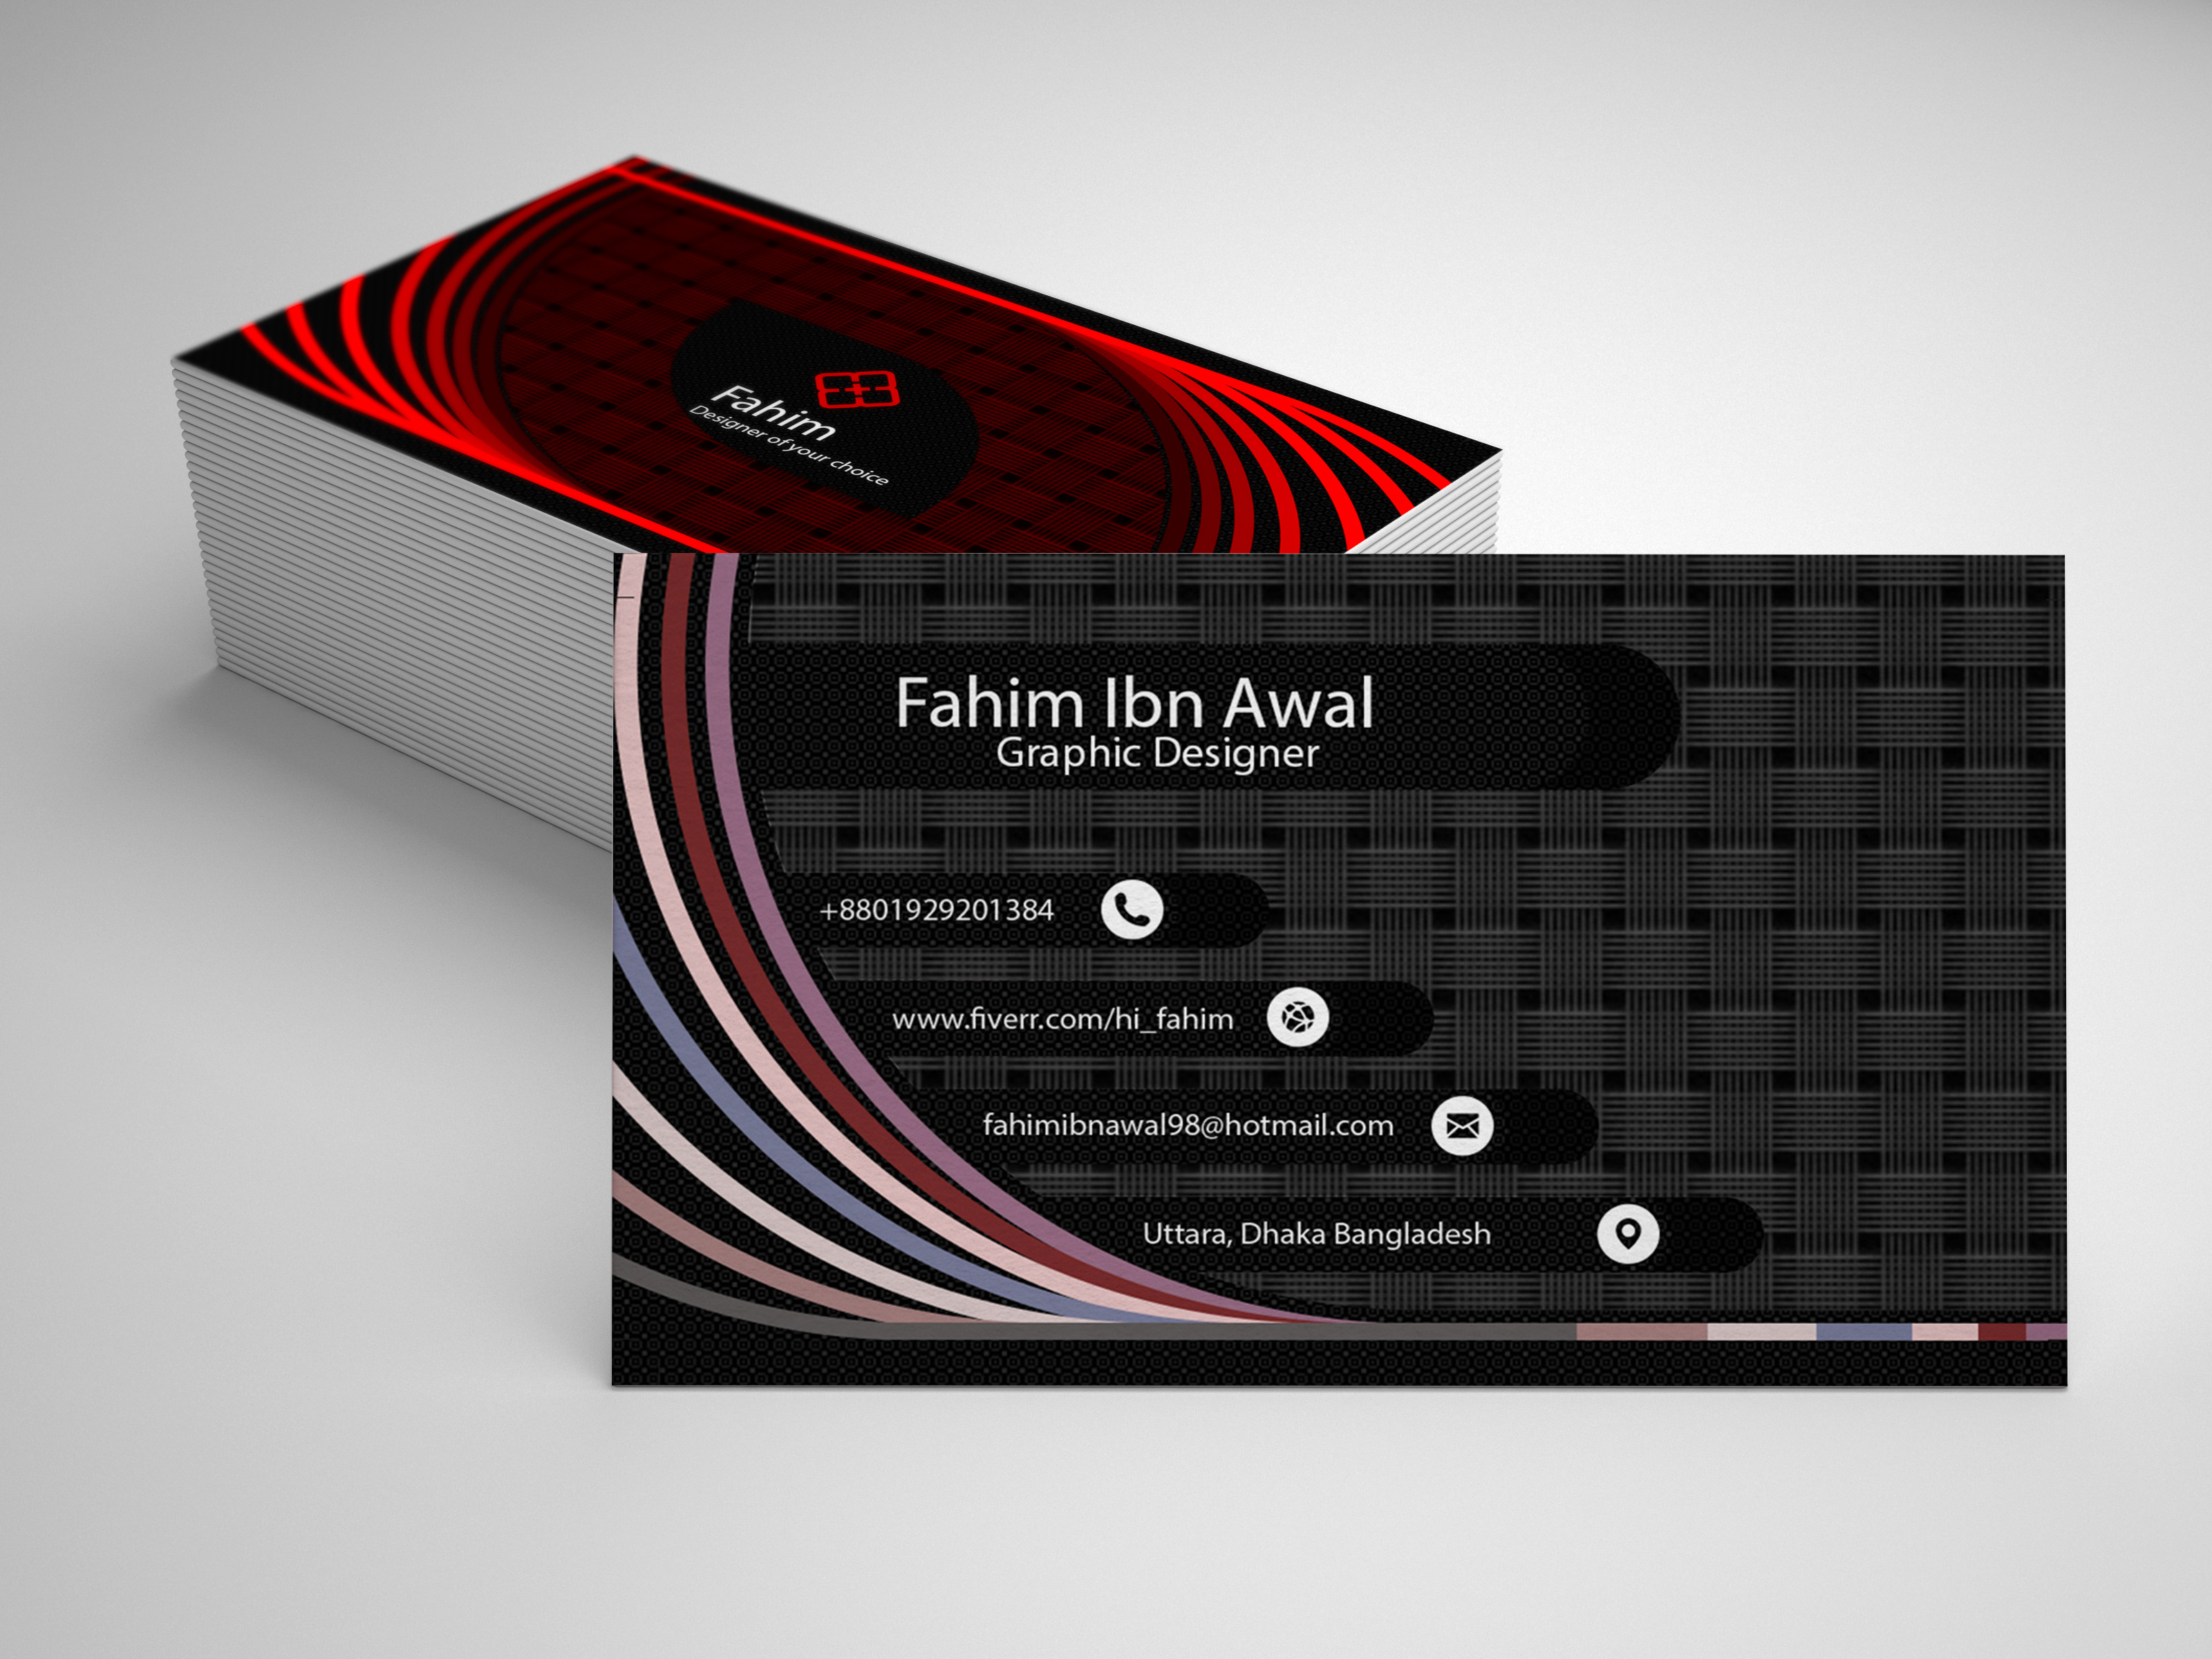 Fahim
Designer of your choice
Fahim Ibn Awal
Graphic Designer
+8801929201384
www.fiverr.com/hi_fahim
fahimibnawal98@hotmail.com
Uttara, Dhaka Bangladesh